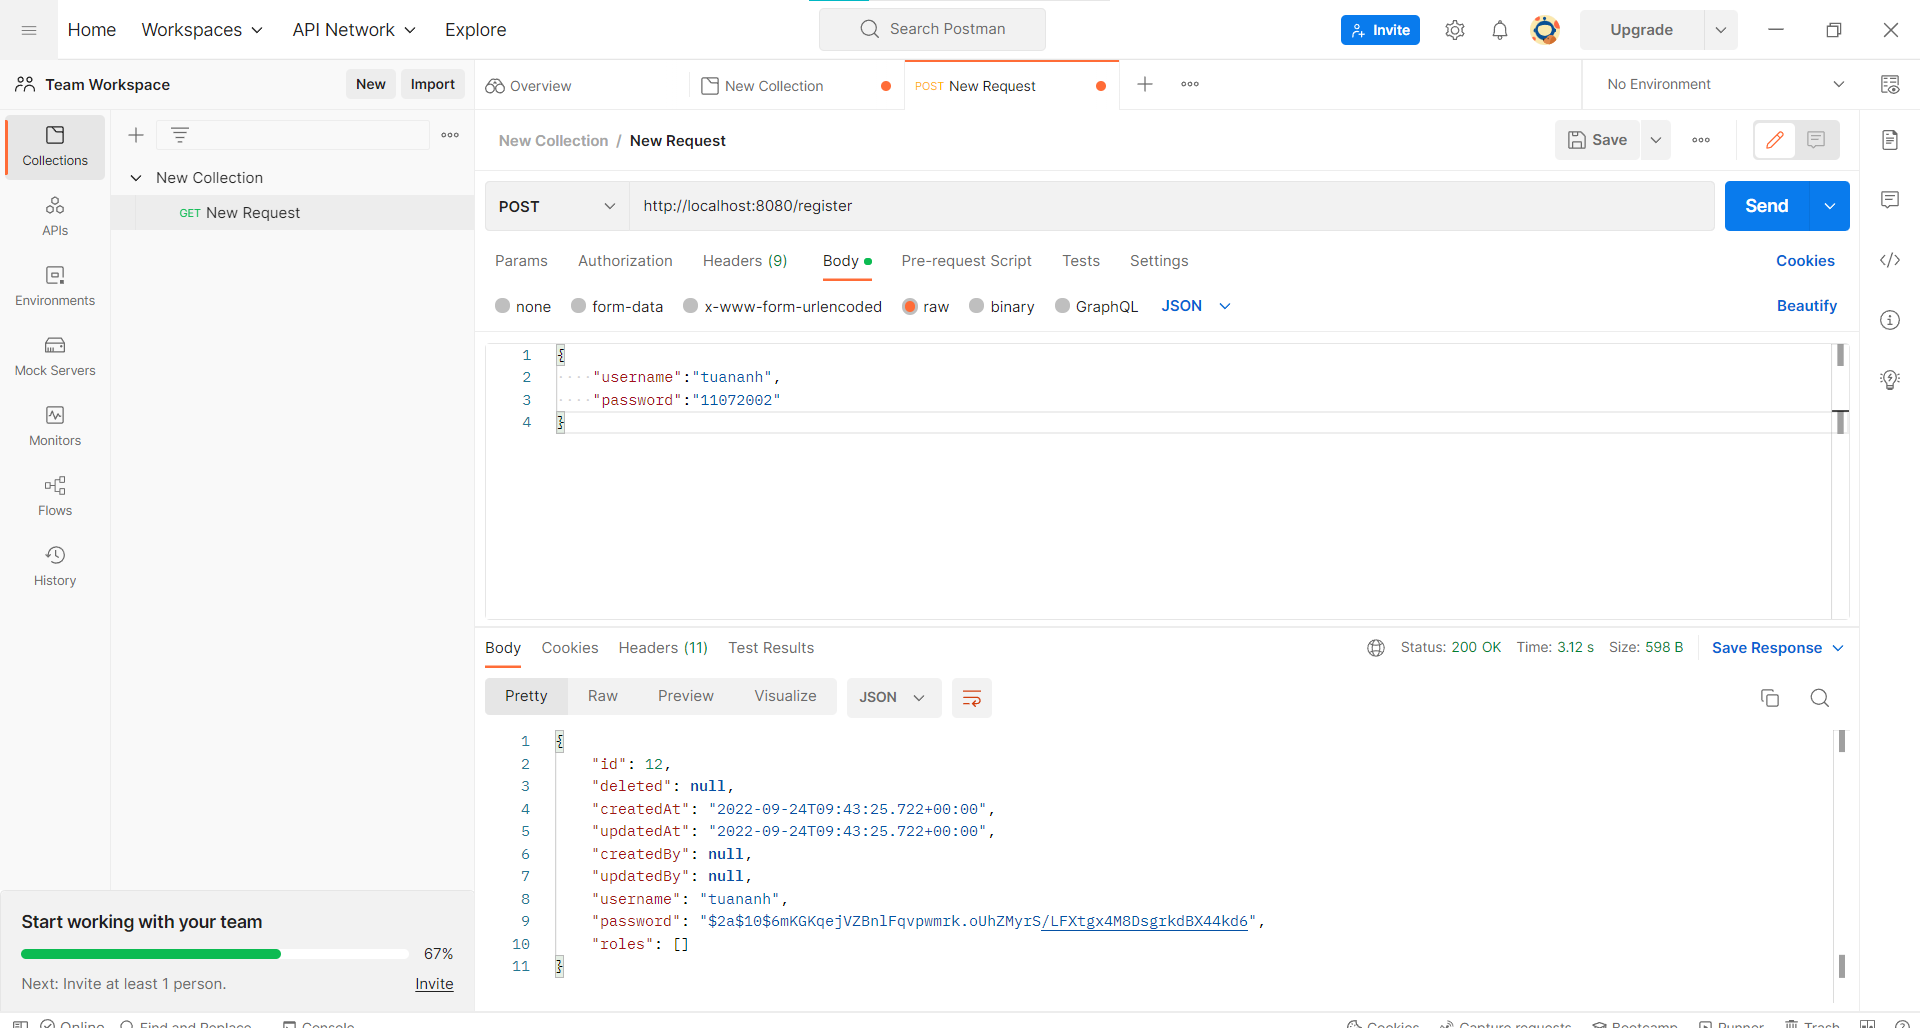 Home Workspaces API Network Explore Search Postman Invite Upgrade
Team Workspace New Import Overview New Collection POST New Request No Environment
Collections
APIs
Environments
Mock Servers
Monitors
Flows
History
New Collection
GET New Request
New Collection / New Request Save
POST http://localhost:8080/register Send
Params Authorization Headers (9) Body Pre-request Script Tests Settings Cookies
none form-data x-www-form-urlencoded raw binary GraphQL JSON Beautify
1 {
2 "username":"tuananh",
3 "password":"11072002"
4 }
Body Cookies Headers (11) Test Results Status: 200 OK Time: 3.12 s Size: 598 B Save Response
Pretty Raw Preview Visualize JSON
1 {
2 "id": 12,
3 "deleted": null,
4 "createdAt": "2022-09-24T09:43:25.722+00:00",
5 "updatedAt": "2022-09-24T09:43:25.722+00:00",
6 "createdBy": null,
7 "updatedBy": null,
8 "username": "tuananh",
9 "password": "$2a$10$6mKGKqejVZBnlFqvpwmrk.oUhZMyrS/LFXtgx4M8DsgrkdBX44kd6",
10 "roles": []
11 }
Start working with your team
67%
Next: Invite at least 1 person. Invite
Online Find and Replace Console Cookies Capture requests Bootcamp Runner Trash